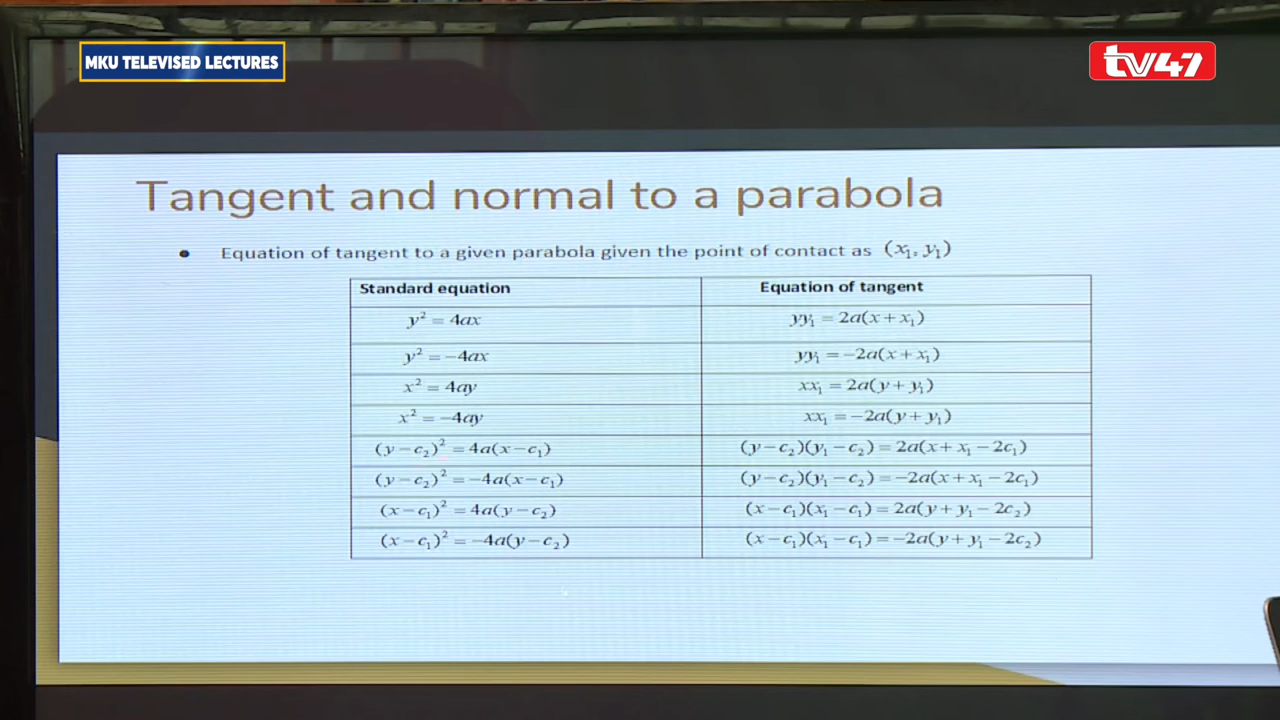 MKU TELEVISED LECTURES
tv47
Tangent and normal to a parabola
• Equation of tangent to a given parabola given the point of contact as (x₁, y₁)
Standard equation Equation of tangent
y² = 4ax yy₁ = 2a(x + x₁)
y² = −4ax yy₁ = −2a(x + x₁)
x² = 4ay xx₁ = 2a(y + y₁)
x² = −4ay xx₁ = −2a(y + y₁)
(y − c₂)² = 4a(x − c₁) (y − c₂)(y₁ − c₂) = 2a(x + x₁ − 2c₁)
(y − c₂)² = −4a(x − c₁) (y − c₂)(y₁ − c₂) = −2a(x + x₁ − 2c₁)
(x − c₁)² = 4a(y − c₂) (x − c₁)(x₁ − c₁) = 2a(y + y₁ − 2c₂)
(x − c₁)² = −4a(y − c₂) (x − c₁)(x₁ − c₁) = −2a(y + y₁ − 2c₂)